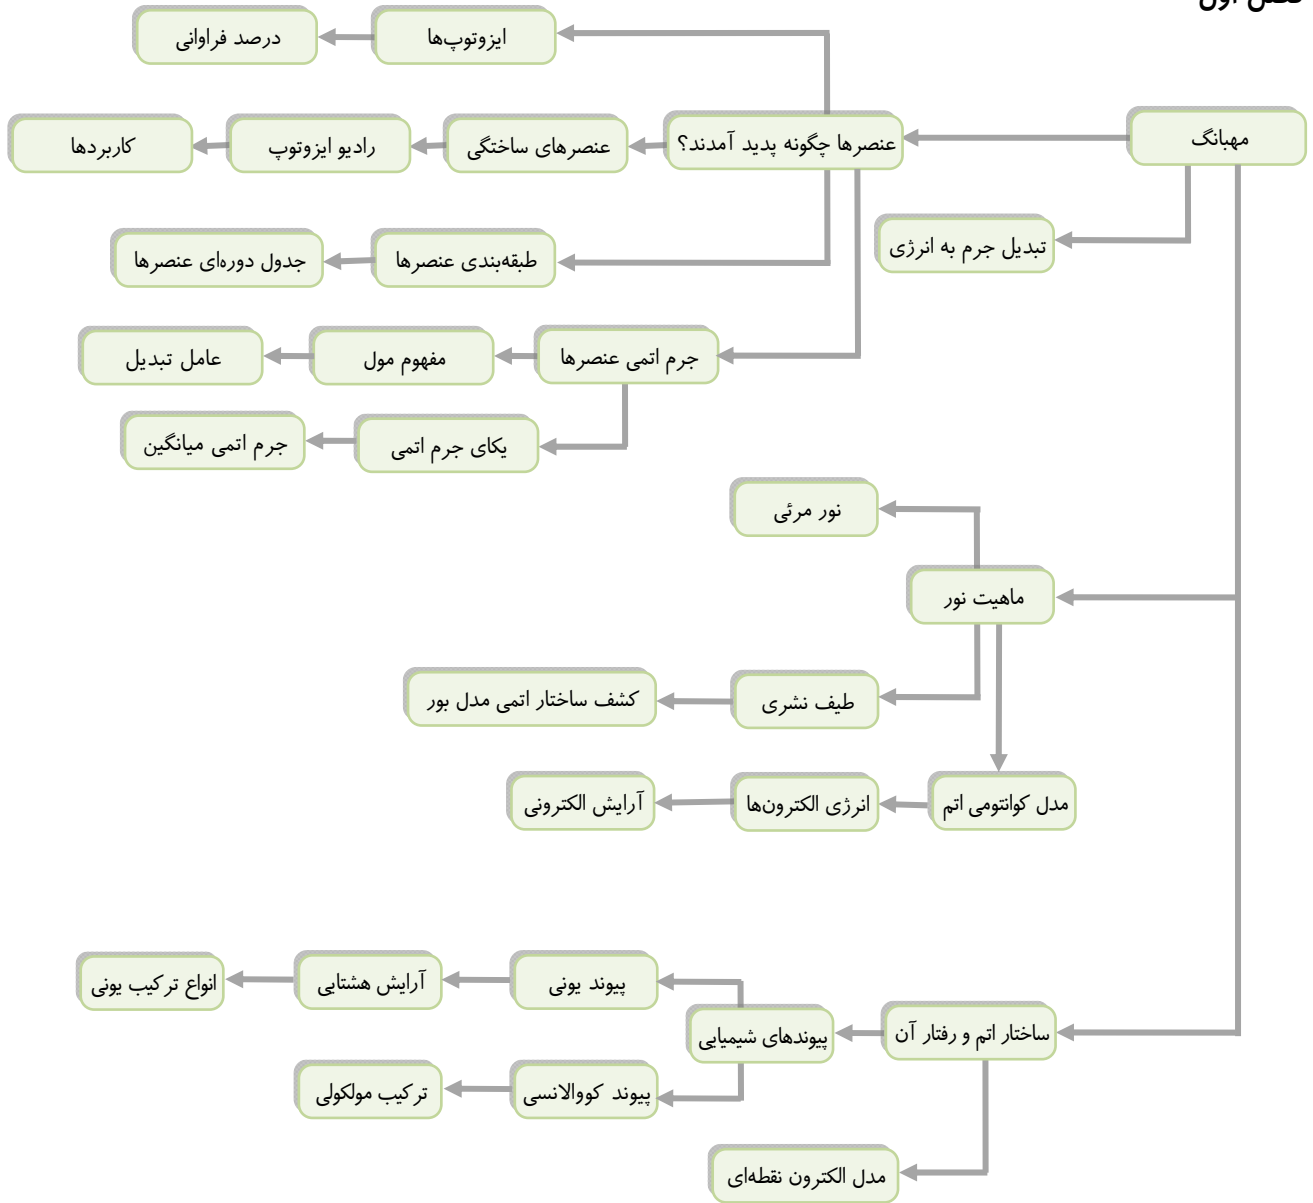 فصل اول
ایزوتوپ‌ها
درصد فراوانی
مهبانگ
عنصرها چگونه پدید آمدند؟
عنصرهای ساختگی
رادیو ایزوتوپ
کاربردها
تبدیل جرم به انرژی
طبقه‌بندی عنصرها
جدول دوره‌ای عنصرها
جرم اتمی عنصرها
مفهوم مول
عامل تبدیل
یکای جرم اتمی
جرم اتمی میانگین
نور مرئی
ماهیت نور
طیف نشری
کشف ساختار اتمی مدل بور
مدل کوانتومی اتم
انرژی الکترون‌ها
آرایش الکترونی
پیوند یونی
آرایش هشتایی
انواع ترکیب یونی
ساختار اتم و رفتار آن
پیوندهای شیمیایی
پیوند کووالانسی
ترکیب مولکولی
مدل الکترون نقطه‌ای